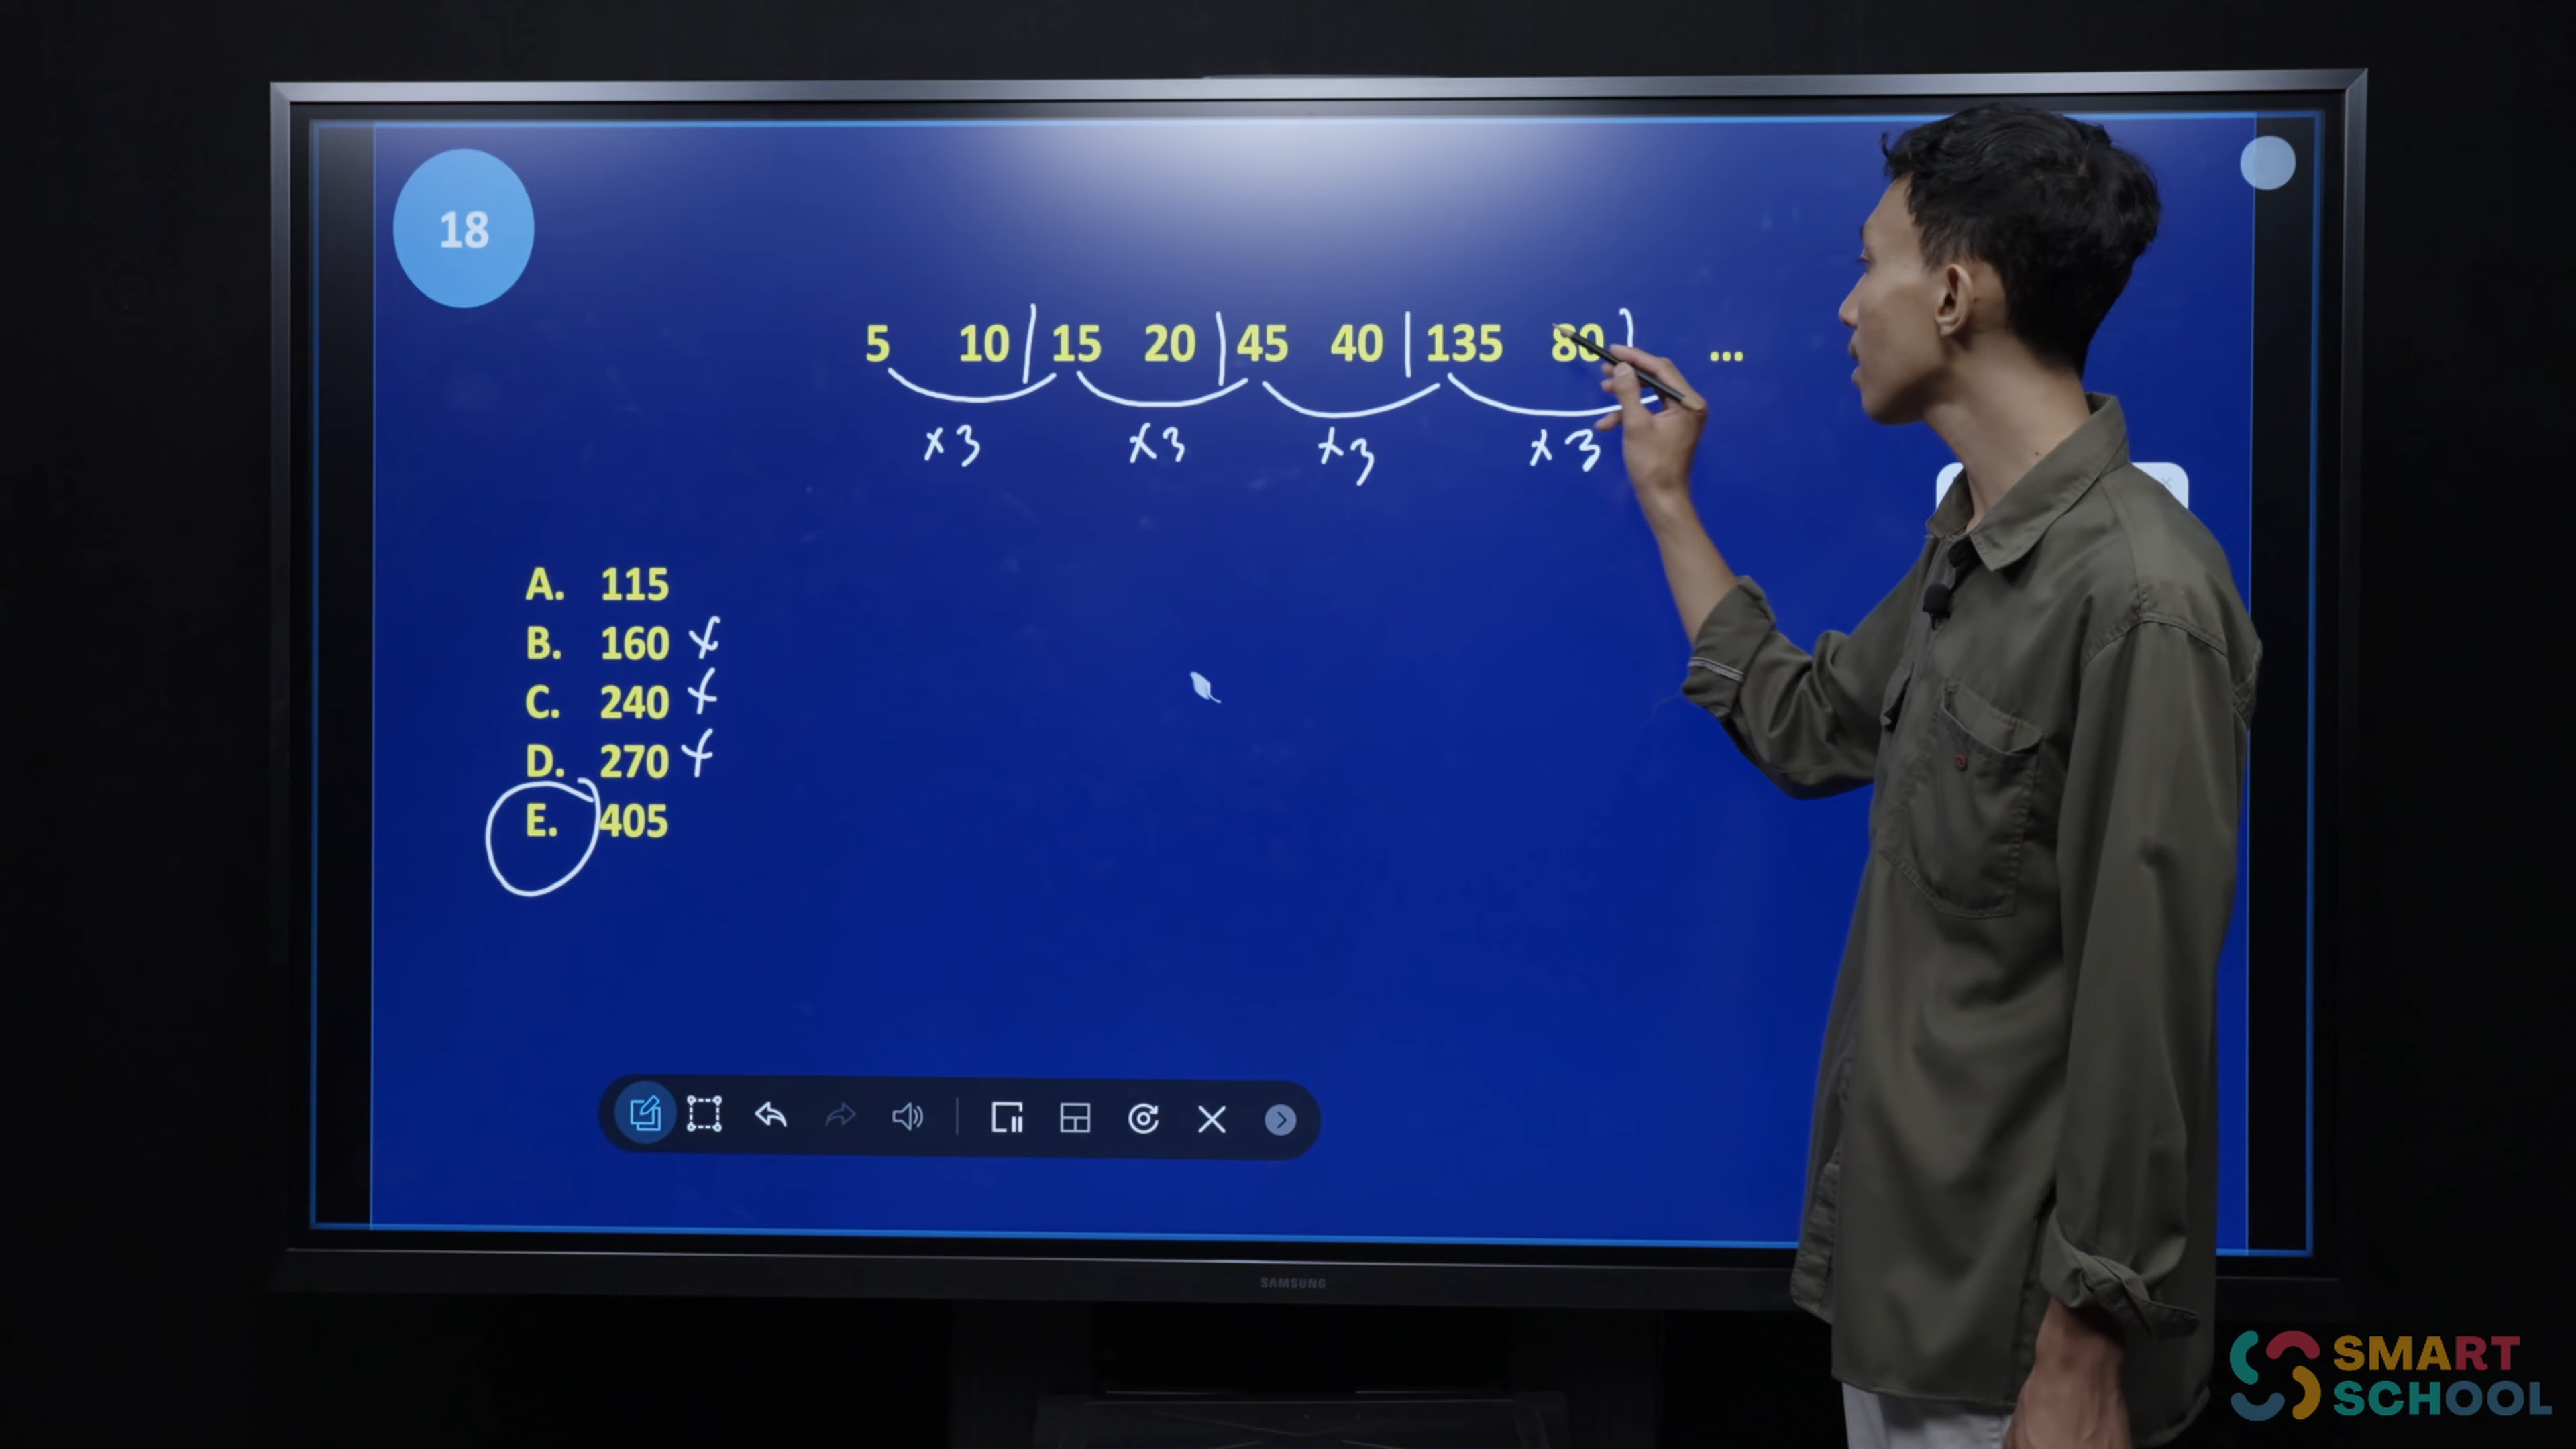 18
5 10 | 15 20 | 45 40 | 135 80 | ...
x3 x3 x3 x3
A. 115
B. 160 x
C. 240 x
D. 270 x
E. 405
SAMSUNG
SMART
SCHOOL